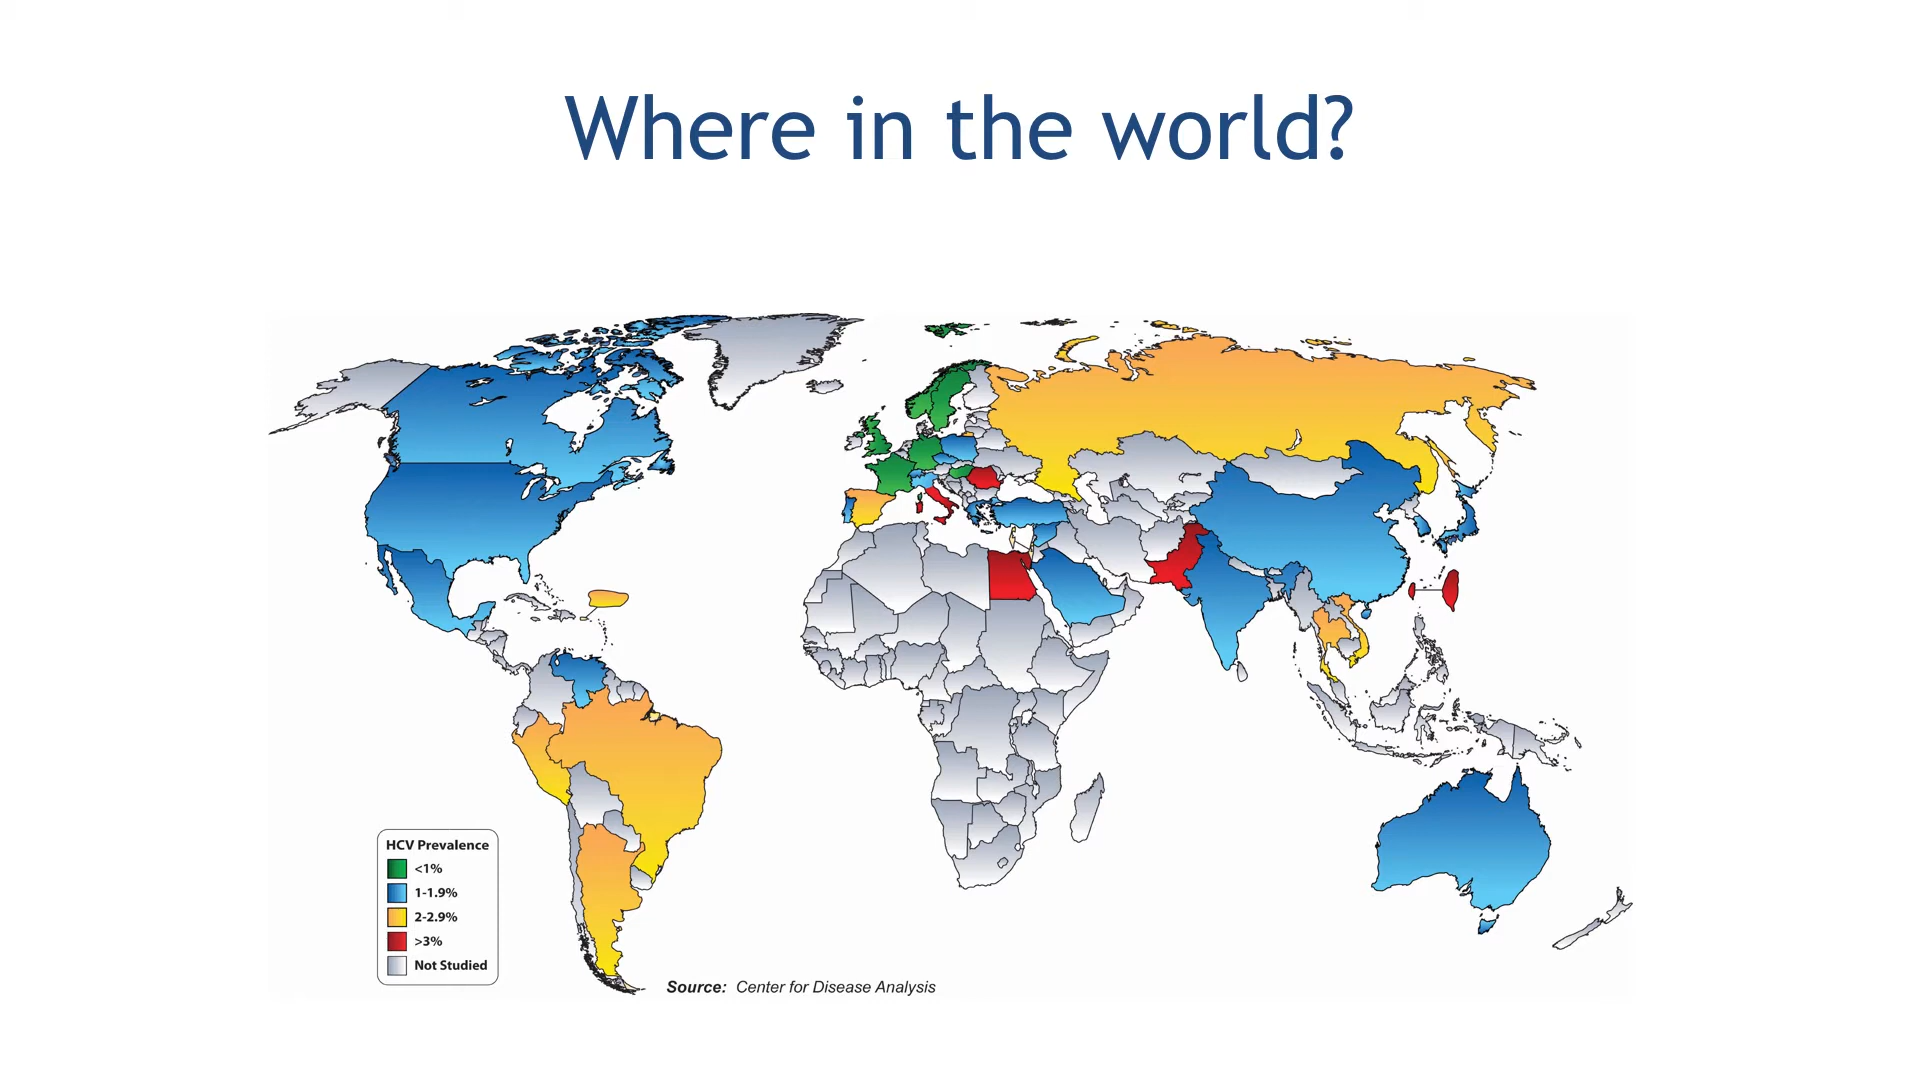 Where in the world?
HCV Prevalence
<1%
1-1.9%
2-2.9%
>3%
Not Studied
Source: Center for Disease Analysis